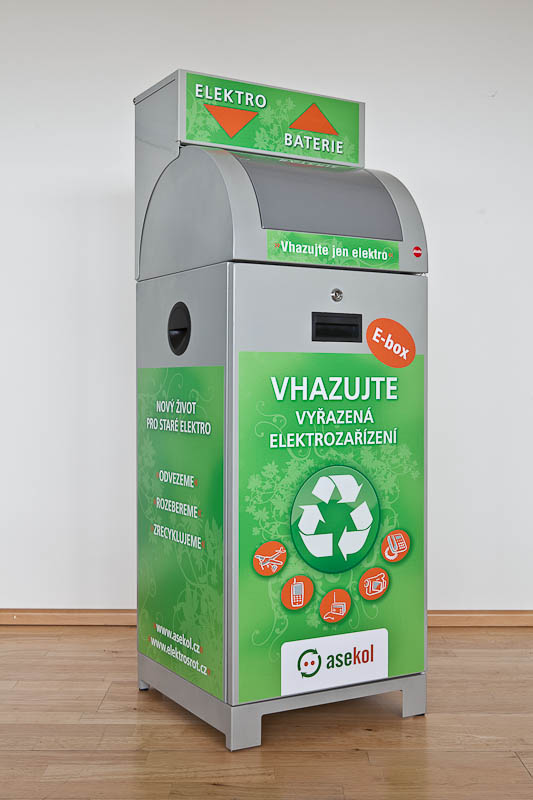 ELEKTRO
BATERIE
Vhazujte jen elektro
E-box
VHAZUJTE
VYŘAZENÁ
ELEKTROZAŘÍZENÍ
asekol
NOVÝ ŽIVOT
PRO STARÉ ELEKTRO
ODVEZEME
ROZEBEREME
ZRECYKLUJEME
www.asekol.cz
www.elektrosrot.cz